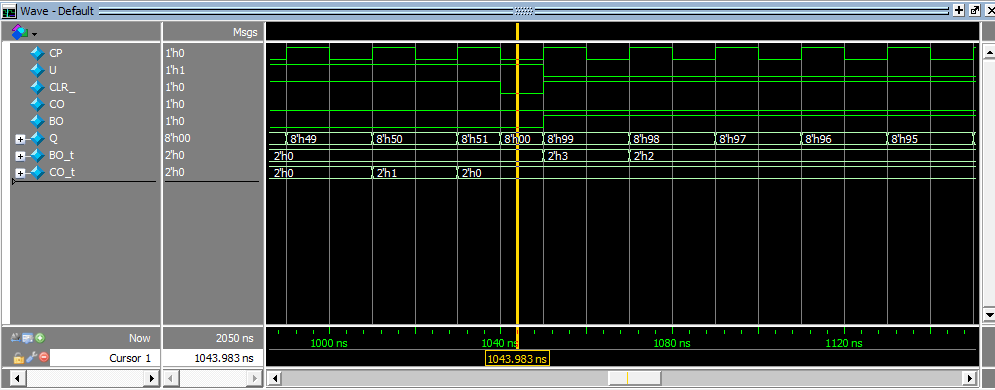 Wave - Default
Msgs
CP 1'h0
U 1'h1
CLR_ 1'h0
CO 1'h0
BO 1'h0
Q 8'h00 8'h49 8'h50 8'h51 8'h00 8'h99 8'h98 8'h97 8'h96 8'h95
BO_t 2'h0 2'h0 2'h3 2'h2
CO_t 2'h0 2'h0 2'h1 2'h0
Now 2050 ns 1000 ns 1040 ns 1080 ns 1120 ns
Cursor 1 1043.983 ns 1043.983 ns